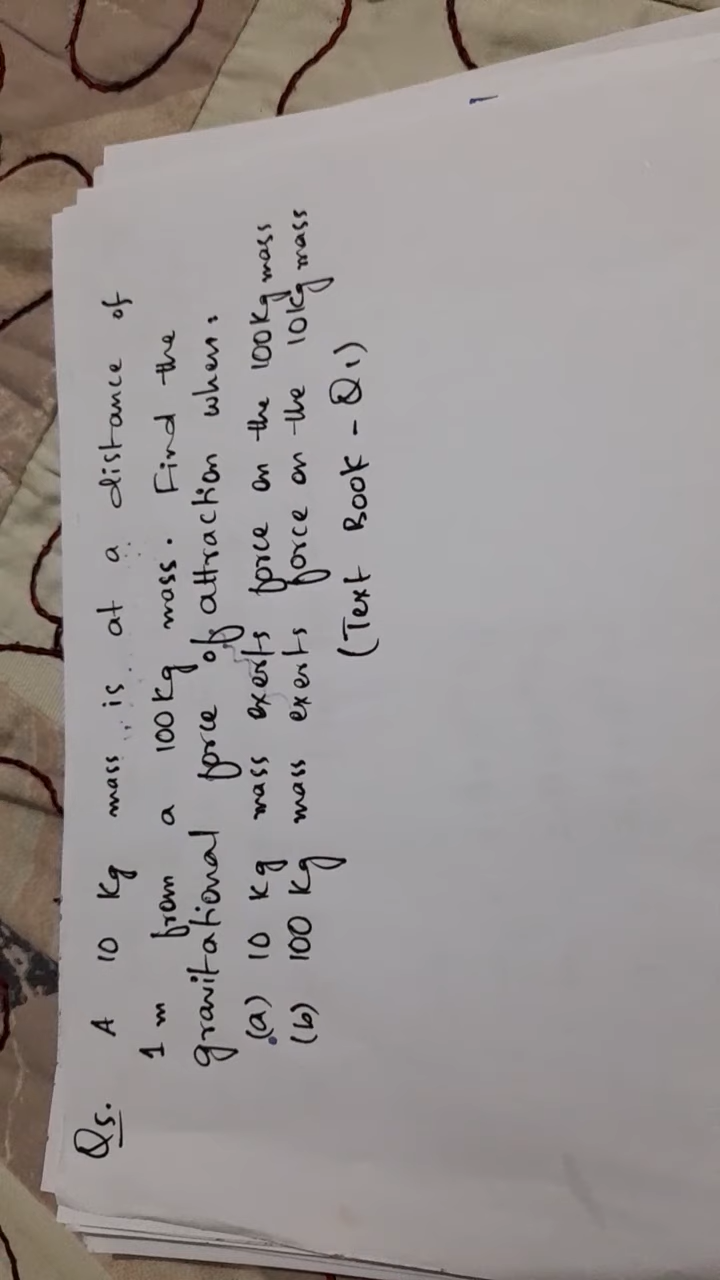 Q5. A 10 kg mass is at a distance of
1 m from a 100 kg mass. Find the
gravitational force of attraction when:
(a) 10 kg mass exerts force on the 100 kg mass
(b) 100 kg mass exerts force on the 10 kg mass
(Text Book - Q1)